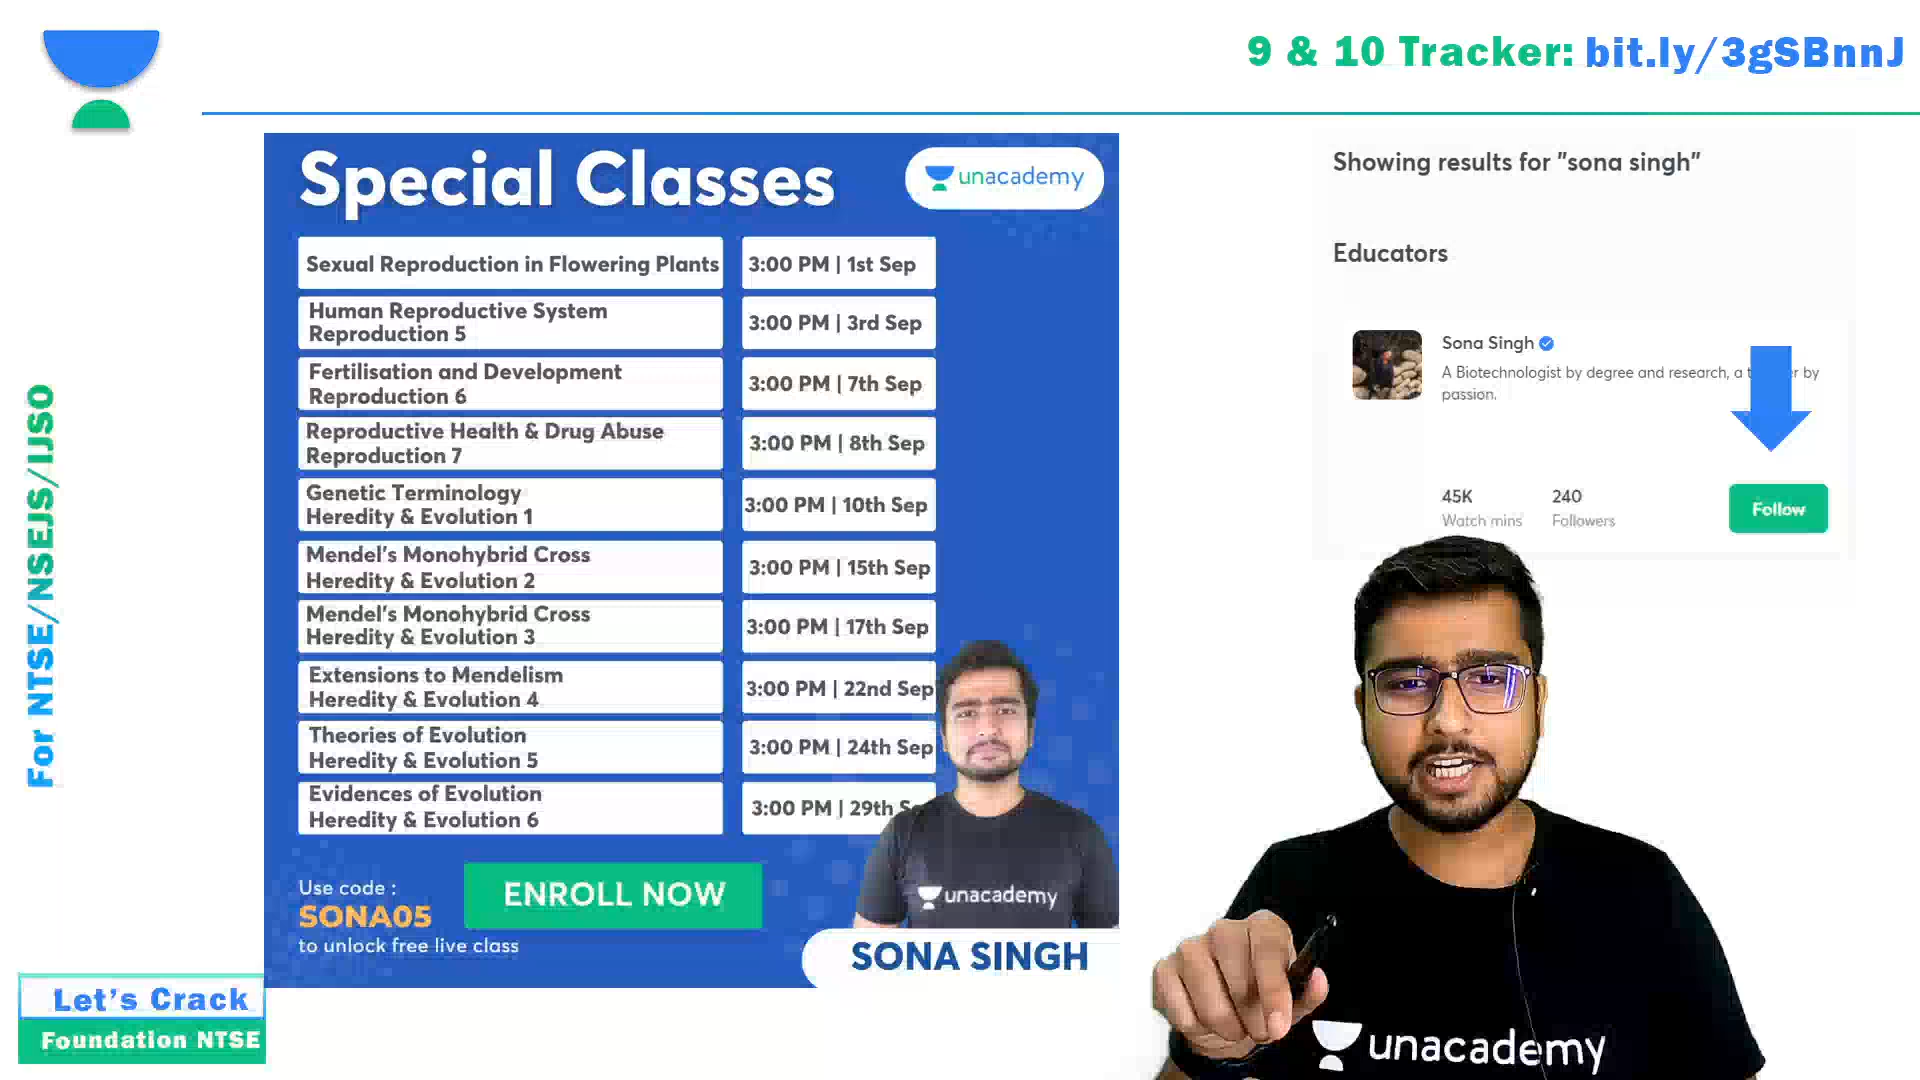 9 & 10 Tracker: bit.ly/3gSBnnJ
Special Classes
unacademy
Sexual Reproduction in Flowering Plants
3:00 PM | 1st Sep
Human Reproductive System
Reproduction 5
3:00 PM | 3rd Sep
Fertilisation and Development
Reproduction 6
3:00 PM | 7th Sep
Reproductive Health & Drug Abuse
Reproduction 7
3:00 PM | 8th Sep
Genetic Terminology
Heredity & Evolution 1
3:00 PM | 10th Sep
Mendel's Monohybrid Cross
Heredity & Evolution 2
3:00 PM | 15th Sep
Mendel's Monohybrid Cross
Heredity & Evolution 3
3:00 PM | 17th Sep
Extensions to Mendelism
Heredity & Evolution 4
3:00 PM | 22nd Sep
Theories of Evolution
Heredity & Evolution 5
3:00 PM | 24th Sep
Evidences of Evolution
Heredity & Evolution 6
3:00 PM | 29th
Use code :
SONA05
to unlock free live class
ENROLL NOW
unacademy
SONA SINGH
Showing results for "sona singh"
Educators
Sona Singh
A Biotechnologist by degree and research, a by
passion.
45K
Watch mins
240
Followers
Follow
unacademy
For NTSE/NSEJS/IJSO
Let's Crack
Foundation NTSE